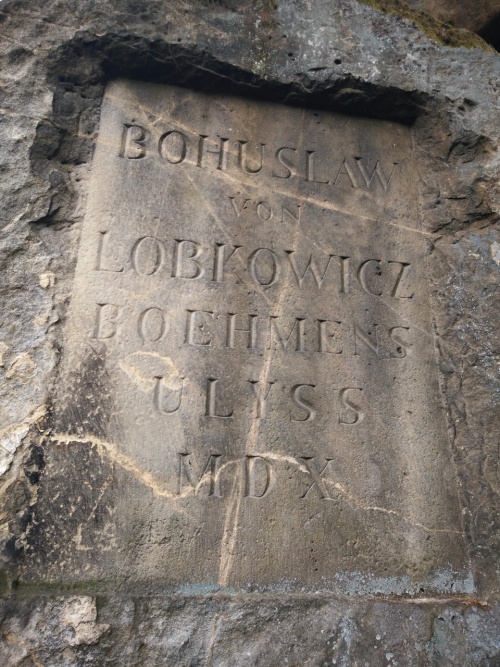 BOHUSLAW
VON
LOBKOWICZ
BOEHMENS
ULYSS
MDX